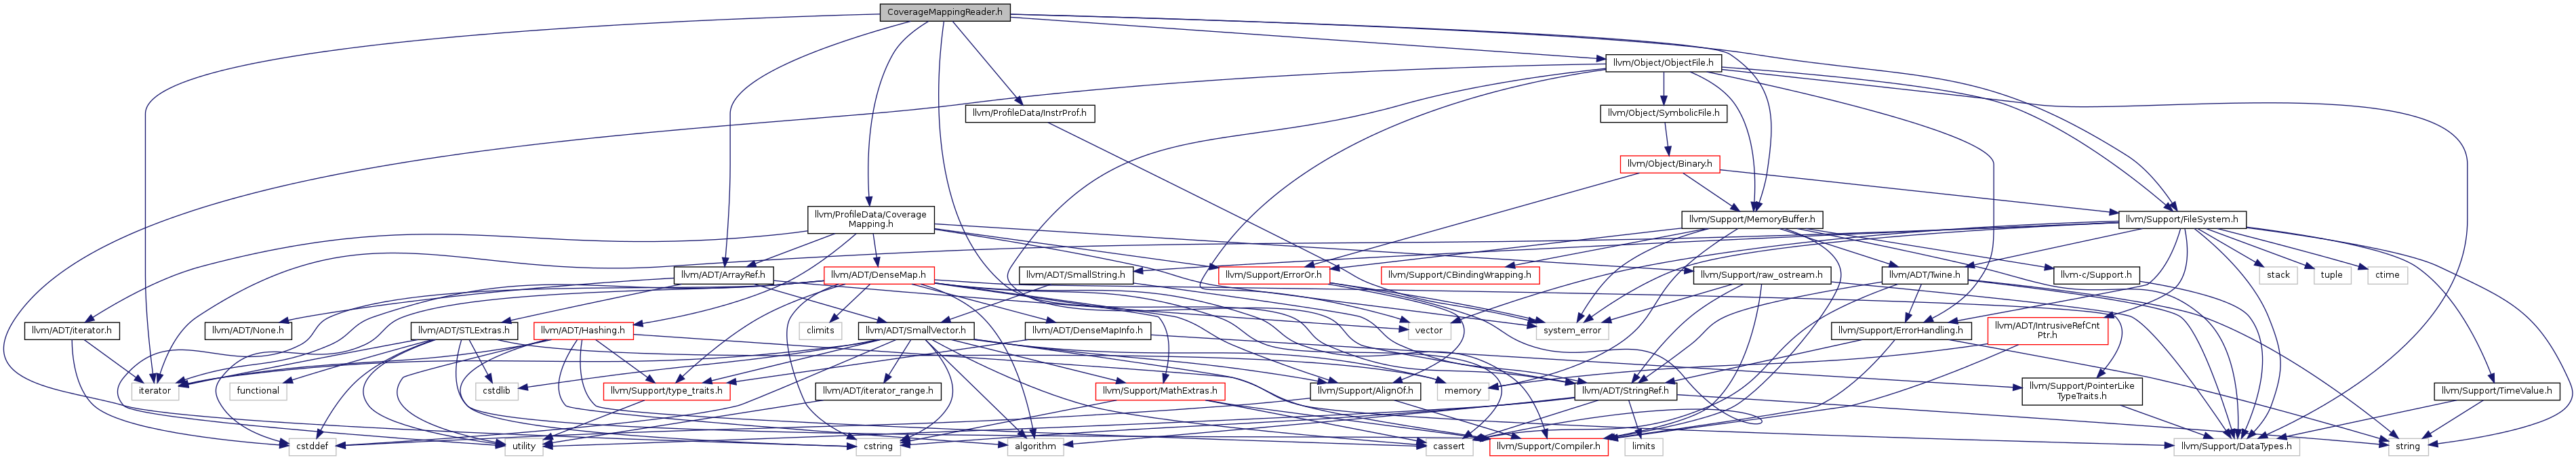 CoverageMappingReader.h
llvm/Object/ObjectFile.h
llvm/ProfileData/InstrProf.h
llvm/Object/SymbolicFile.h
llvm/Object/Binary.h
llvm/ProfileData/Coverage
Mapping.h
llvm/Support/MemoryBuffer.h
llvm/Support/FileSystem.h
llvm/ADT/ArrayRef.h
llvm/ADT/DenseMap.h
llvm/ADT/SmallString.h
llvm/Support/ErrorOr.h
llvm/Support/CBindingWrapping.h
llvm/Support/raw_ostream.h
llvm/ADT/Twine.h
llvm-c/Support.h
stack
tuple
ctime
llvm/ADT/iterator.h
llvm/ADT/None.h
llvm/ADT/STLExtras.h
llvm/ADT/Hashing.h
climits
llvm/ADT/SmallVector.h
llvm/ADT/DenseMapInfo.h
vector
system_error
llvm/Support/ErrorHandling.h
llvm/ADT/IntrusiveRefCnt
Ptr.h
iterator
functional
cstdlib
llvm/Support/type_traits.h
llvm/ADT/iterator_range.h
llvm/Support/MathExtras.h
llvm/Support/AlignOf.h
memory
llvm/ADT/StringRef.h
llvm/Support/PointerLike
TypeTraits.h
llvm/Support/TimeValue.h
cstddef
utility
cstring
algorithm
cassert
llvm/Support/Compiler.h
limits
llvm/Support/DataTypes.h
string